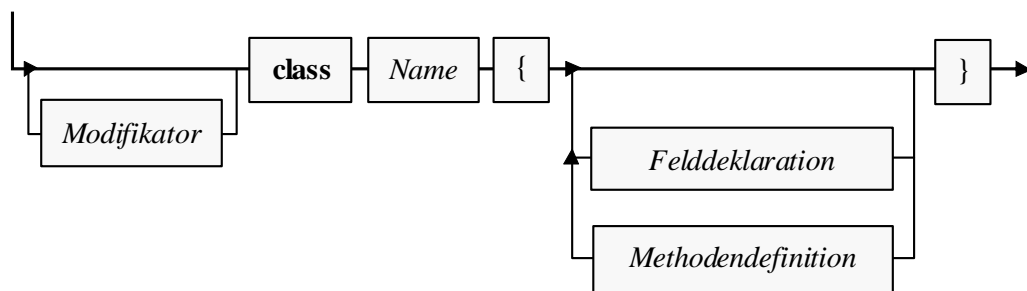 class Name { }
Modifikator
Felddeklaration
Methodendefinition